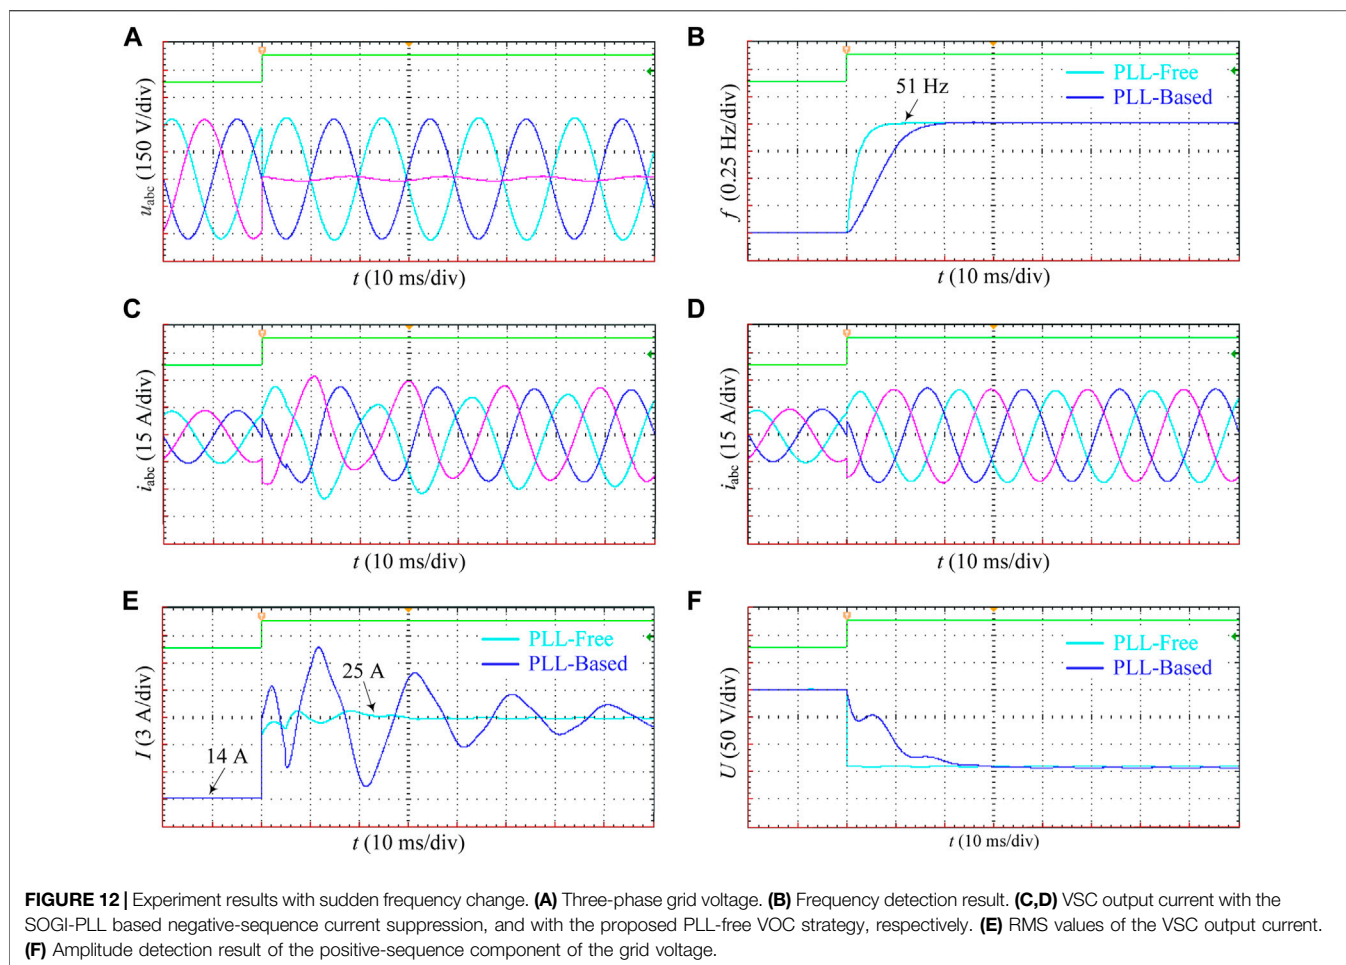 A
u_abc (150 V/div)
t (10 ms/div)
B
PLL-Free
PLL-Based
51 Hz
f (0.25 Hz/div)
t (10 ms/div)
C
i_abc (15 A/div)
t (10 ms/div)
D
i_abc (15 A/div)
t (10 ms/div)
E
PLL-Free
PLL-Based
25 A
14 A
I (3 A/div)
t (10 ms/div)
F
PLL-Free
PLL-Based
U (50 V/div)
t (10 ms/div)
FIGURE 12 | Experiment results with sudden frequency change. (A) Three-phase grid voltage. (B) Frequency detection result. (C,D) VSC output current with the
SOGI-PLL based negative-sequence current suppression, and with the proposed PLL-free VOC strategy, respectively. (E) RMS values of the VSC output current.
(F) Amplitude detection result of the positive-sequence component of the grid voltage.